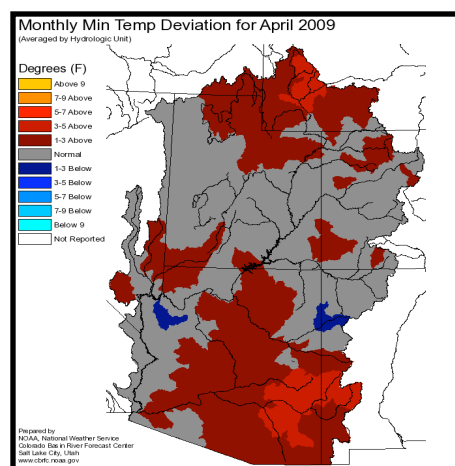 Monthly Min Temp Deviation for April 2009
(Averaged by Hydrologic Unit)
Degrees (F)
Above 9
7-9 Above
5-7 Above
3-5 Above
1-3 Above
Normal
1-3 Below
3-5 Below
5-7 Below
7-9 Below
Below 9
Not Reported
Prepared by
NOAA, National Weather Service
Colorado Basin River Forecast Center
Salt Lake City, Utah
www.cbrfc.noaa.gov